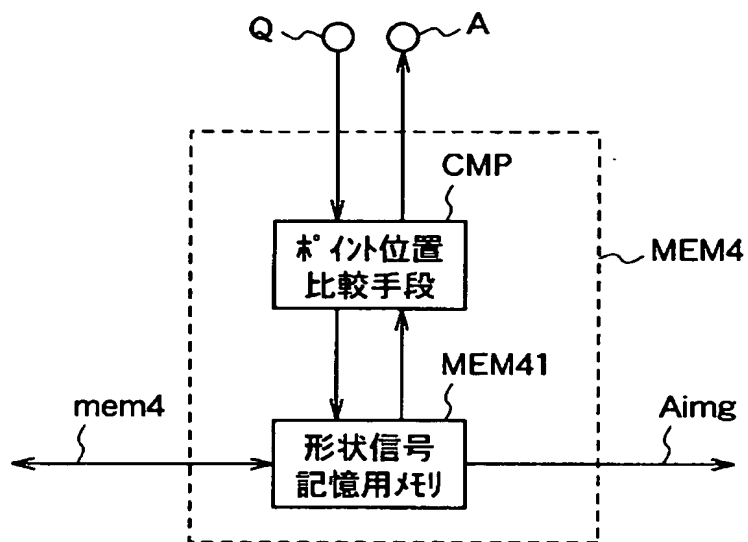 Q
A
CMP
ポイント位置
比較手段
MEM4
MEM41
mem4
Aimg
形状信号
記憶用メモリ